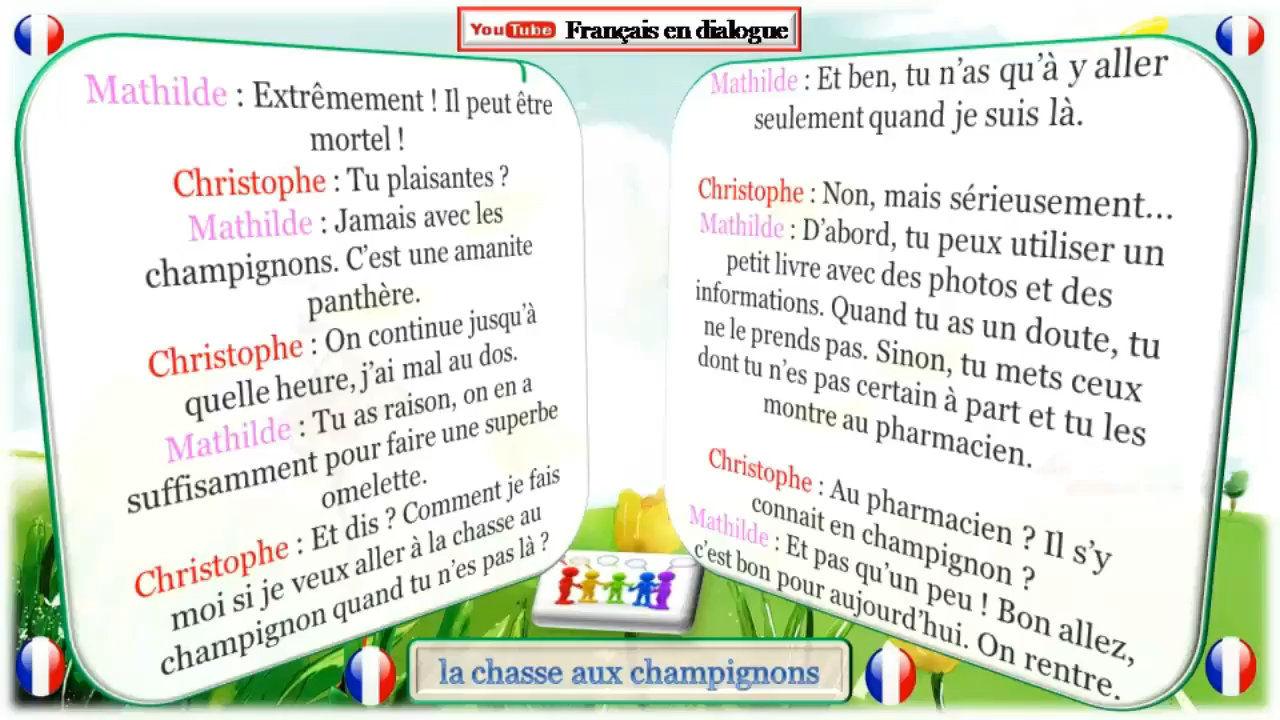 YouTube Français en dialogue
Mathilde : Extrêmement ! Il peut être
mortel !
Christophe : Tu plaisantes ?
Mathilde : Jamais avec les
champignons. C'est une amanite
panthère.
Christophe : On continue jusqu'à
quelle heure, j'ai mal au dos.
Mathilde : Tu as raison, on en a
suffisamment pour faire une superbe
omelette.
Christophe : Et dis ? Comment je fais
moi si je veux aller à la chasse au
champignon quand tu n'es pas là ?
Mathilde : Et ben, tu n'as qu'à y aller
seulement quand je suis là.
Christophe : Non, mais sérieusement...
Mathilde : D'abord, tu peux utiliser un
petit livre avec des photos et des
informations. Quand tu as un doute, tu
ne le prends pas. Sinon, tu mets ceux
dont tu n'es pas certain à part et tu les
montre au pharmacien.
Christophe : Au pharmacien ? Il s'y
connait en champignon ?
Mathilde : Et pas qu'un peu ! Bon allez,
c'est bon pour aujourd'hui. On rentre.
la chasse aux champignons